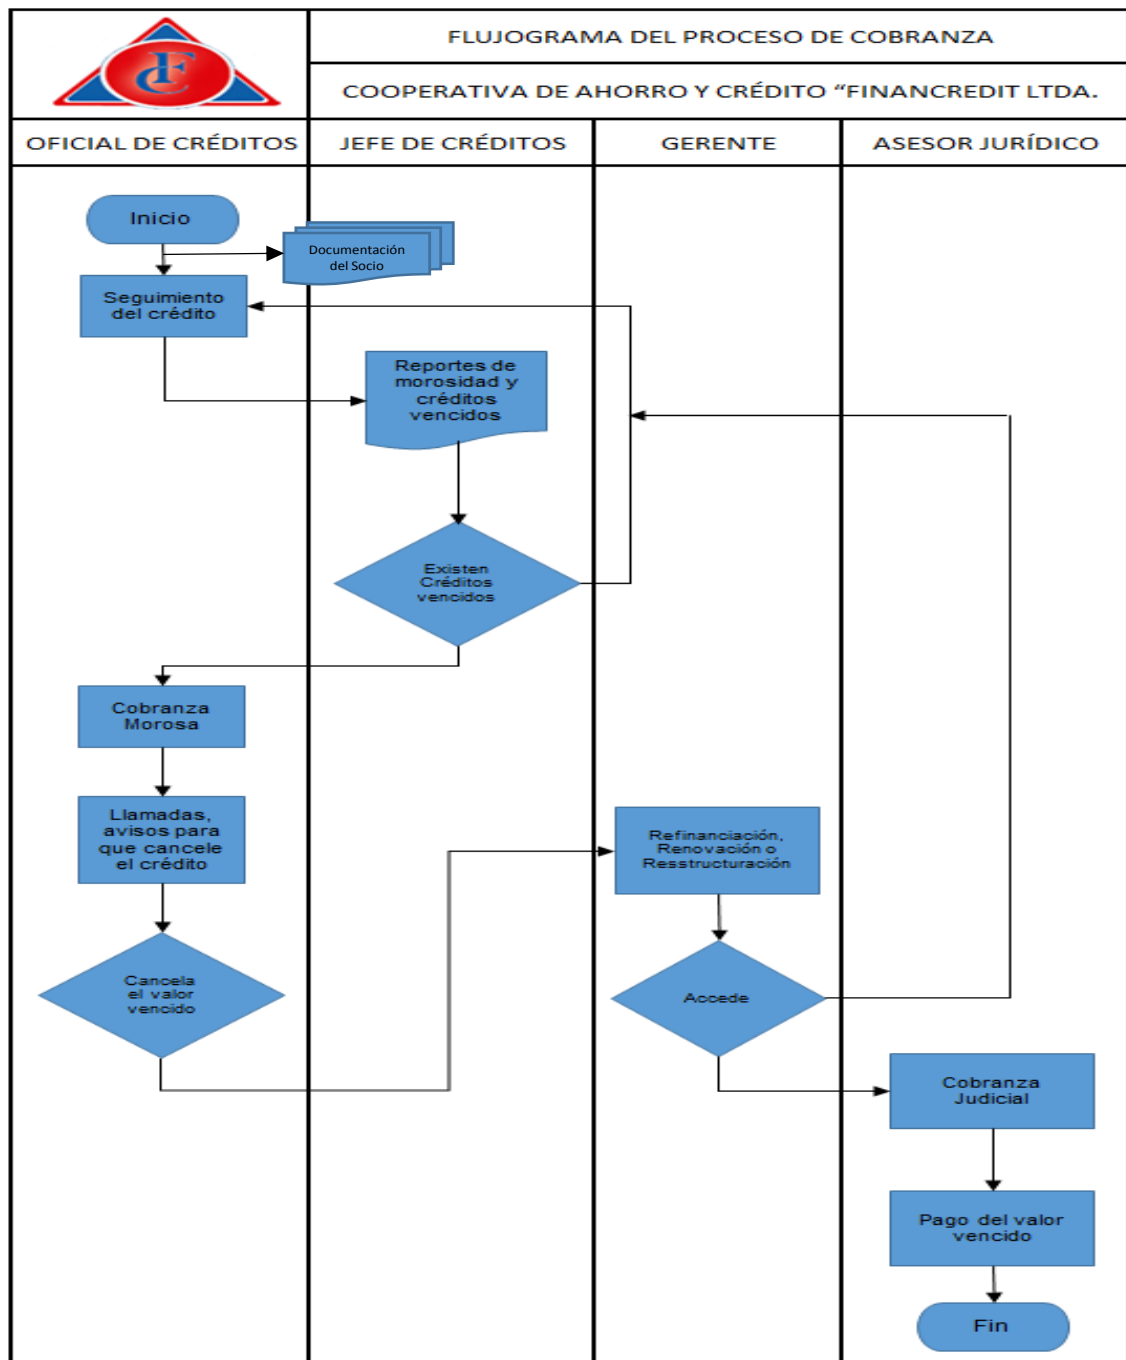 FC
FLUJOGRAMA DEL PROCESO DE COBRANZA
COOPERATIVA DE AHORRO Y CRÉDITO “FINANCREDIT LTDA.
OFICIAL DE CRÉDITOS
JEFE DE CRÉDITOS
GERENTE
ASESOR JURÍDICO
Inicio
Documentación
del Socio
Seguimiento
del crédito
Reportes de
morosidad y
créditos
vencidos
Existen
Créditos
vencidos
Cobranza
Morosa
Llamadas,
avisos para
que cancele
el crédito
Cancela
el valor
vencido
Refinanciación,
Renovación o
Resstructuración
Accede
Cobranza
Judicial
Pago del valor
vencido
Fin